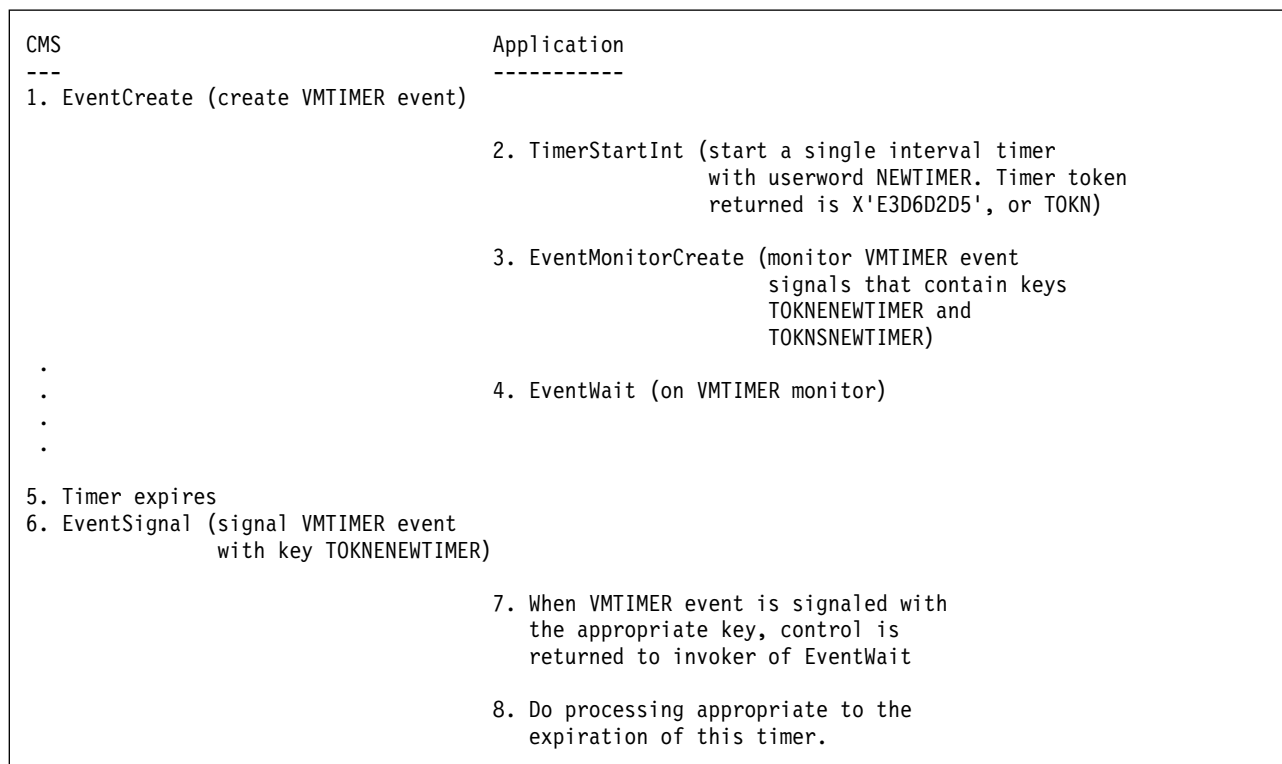 CMS                                     Application
---                                     -----------
1. EventCreate (create VMTIMER event)
2. TimerStartInt (start a single interval timer
with userword NEWTIMER. Timer token
returned is X'E3D6D2D5', or TOKN)
3. EventMonitorCreate (monitor VMTIMER event
signals that contain keys
TOKNENEWTIMER and
TOKNSNEWTIMER)
.
. 4. EventWait (on VMTIMER monitor)
.
.
5. Timer expires
6. EventSignal (signal VMTIMER event
with key TOKNENEWTIMER)
7. When VMTIMER event is signaled with
the appropriate key, control is
returned to invoker of EventWait
8. Do processing appropriate to the
expiration of this timer.